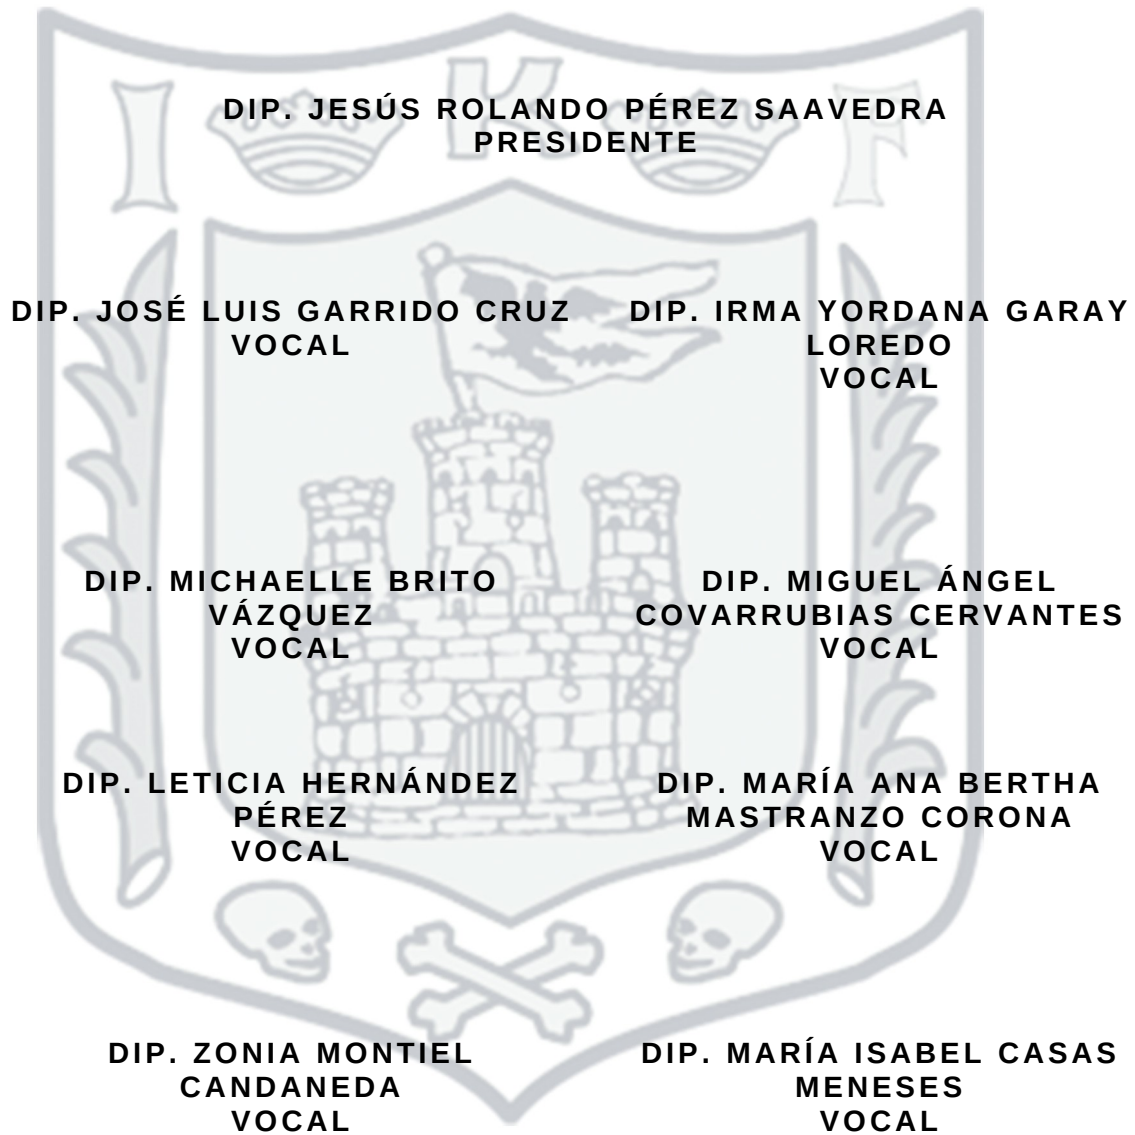 I K F
DIP. JESÚS ROLANDO PÉREZ SAAVEDRA
PRESIDENTE
DIP. JOSÉ LUIS GARRIDO CRUZ
VOCAL
DIP. IRMA YORDANA GARAY
LOREDO
VOCAL
DIP. MICHAELLE BRITO
VÁZQUEZ
VOCAL
DIP. MIGUEL ÁNGEL
COVARRUBIAS CERVANTES
VOCAL
DIP. LETICIA HERNÁNDEZ
PÉREZ
VOCAL
DIP. MARÍA ANA BERTHA
MASTRANZO CORONA
VOCAL
DIP. ZONIA MONTIEL
CANDANEDA
VOCAL
DIP. MARÍA ISABEL CASAS
MENESES
VOCAL